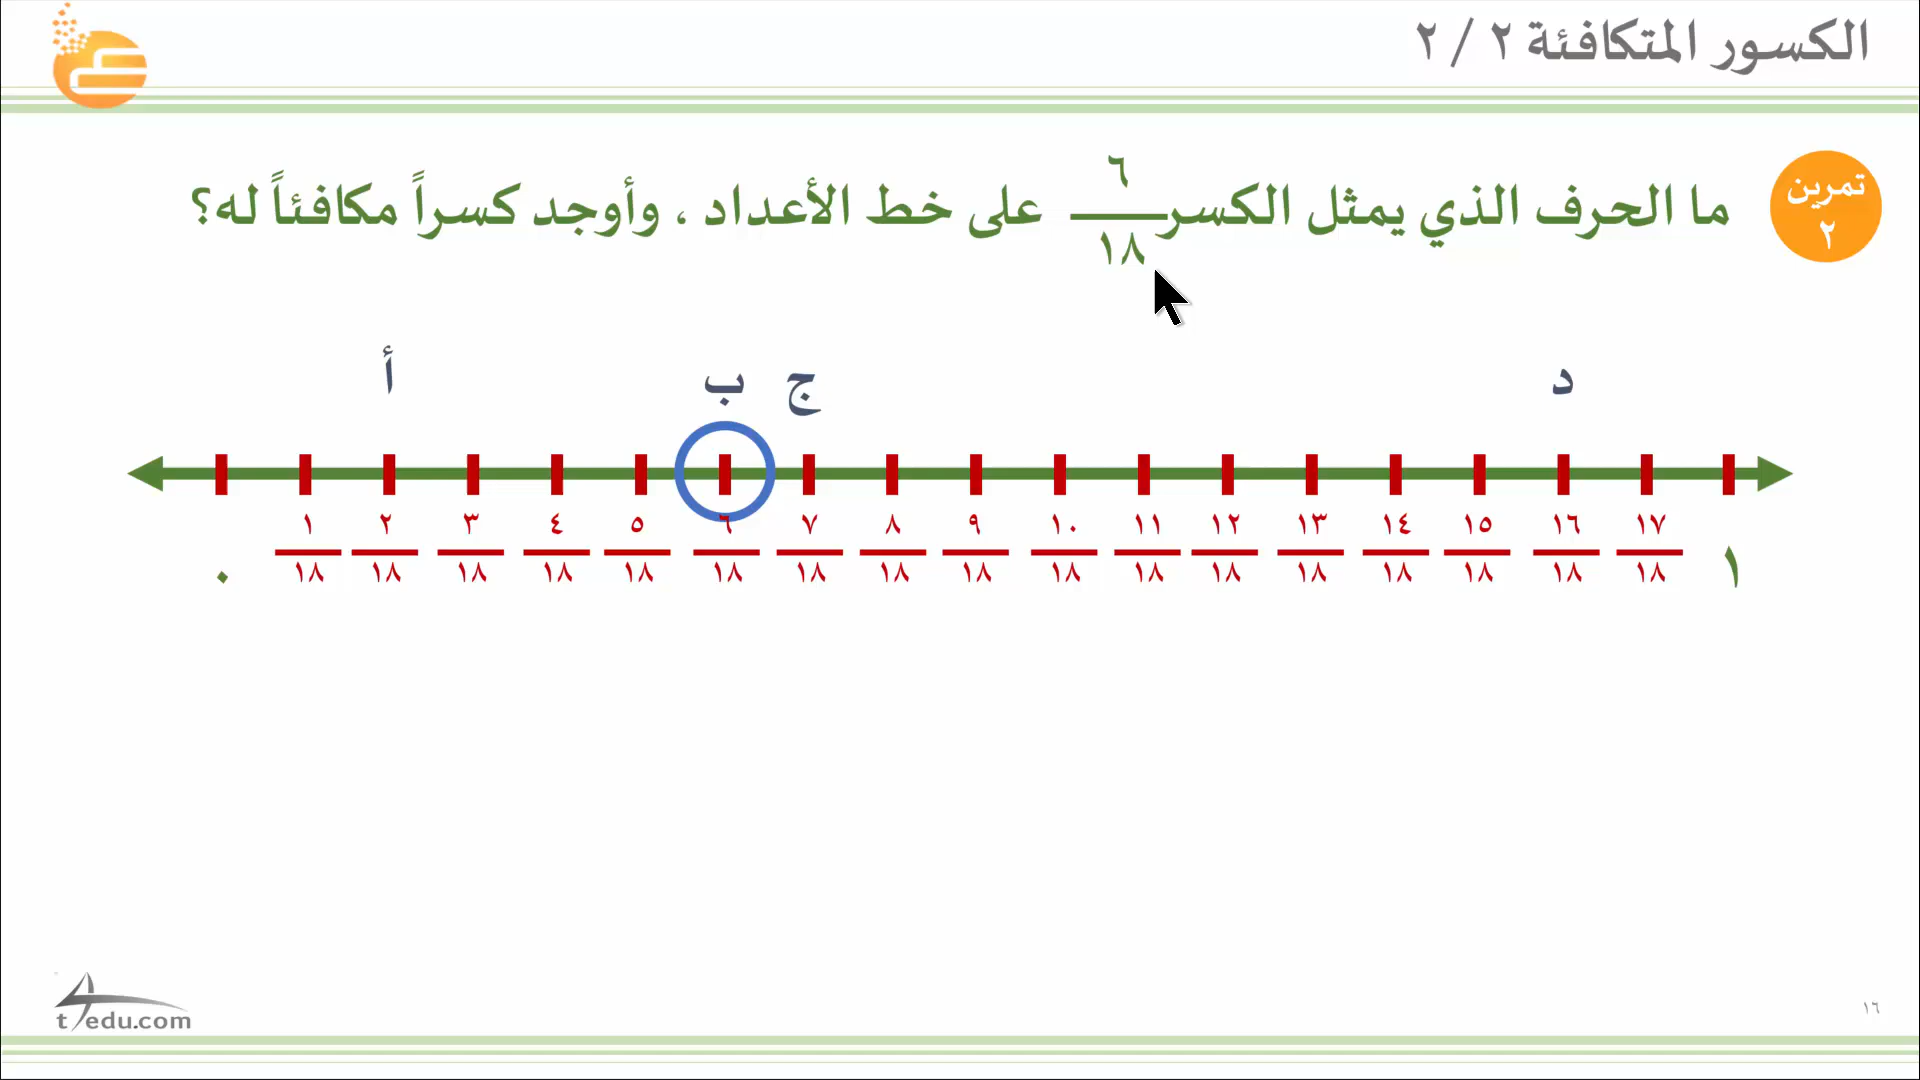 الكسور المتكافئة ٢ / ٢
تمرين
٢
ما الحرف الذي يمثل الكسر ٦/١٨ على خط الأعداد ، وأوجد كسراً مكافئاً له؟
أ ب ج د
٠ ١/١٨ ٢/١٨ ٣/١٨ ٤/١٨ ٥/١٨ ٦/١٨ ٧/١٨ ٨/١٨ ٩/١٨ ١٠/١٨ ١١/١٨ ١٢/١٨ ١٣/١٨ ١٤/١٨ ١٥/١٨ ١٦/١٨ ١٧/١٨ ١
t4edu.com
١٦